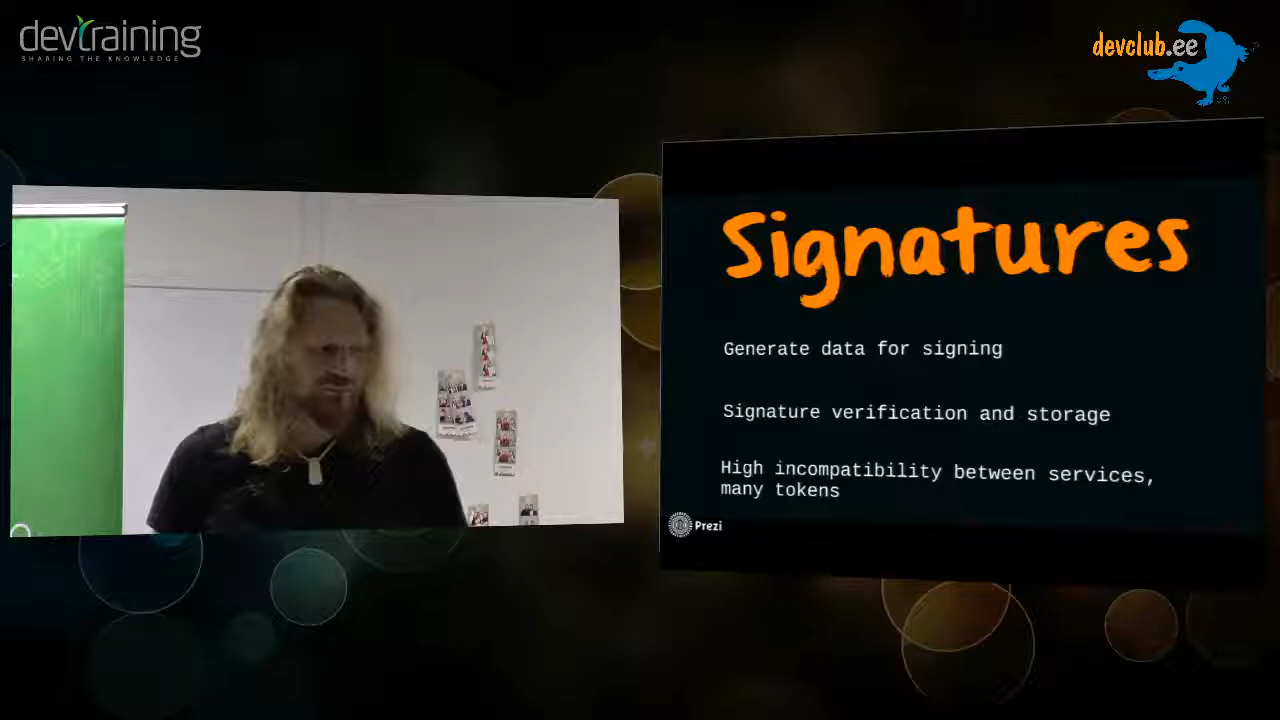 devtraining
SHARING THE KNOWLEDGE
devclub.ee
Signatures
Generate data for signing
Signature verification and storage
High incompatibility between services,
many tokens
Prezi